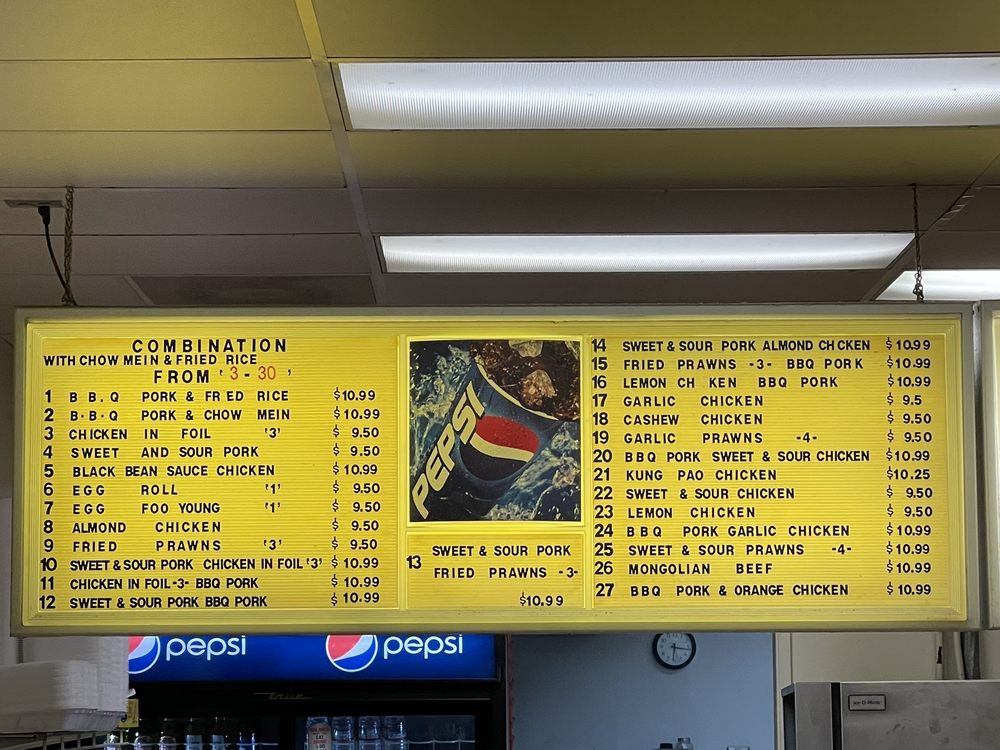 COMBINATION
WITH CHOW MEIN & FRIED RICE
FROM '3-30'
1 B B.Q PORK & FR ED RICE $10.99
2 B·B·Q PORK & CHOW MEIN $10.99
3 CHICKEN IN FOIL '3' $9.50
4 SWEET AND SOUR PORK $9.50
5 BLACK BEAN SAUCE CHICKEN $10.99
6 EGG ROLL '1' $9.50
7 EGG FOO YOUNG '1' $9.50
8 ALMOND CHICKEN $9.50
9 FRIED PRAWNS '3' $9.50
10 SWEET & SOUR PORK CHICKEN IN FOIL '3' $10.99
11 CHICKEN IN FOIL -3- BBQ PORK $10.99
12 SWEET & SOUR PORK BBQ PORK $10.99
PEPSI
13 SWEET & SOUR PORK
FRIED PRAWNS -3-
$10.99
14 SWEET & SOUR PORK ALMOND CH CKEN $10.99
15 FRIED PRAWNS -3- BBQ PORK $10.99
16 LEMON CH KEN BBQ PORK $10.99
17 GARLIC CHICKEN $9.5
18 CASHEW CHICKEN $9.50
19 GARLIC PRAWNS -4- $9.50
20 BBQ PORK SWEET & SOUR CHICKEN $10.99
21 KUNG PAO CHICKEN $10.25
22 SWEET & SOUR CHICKEN $9.50
23 LEMON CHICKEN $9.50
24 BBQ PORK GARLIC CHICKEN $10.99
25 SWEET & SOUR PRAWNS -4- $10.99
26 MONGOLIAN BEEF $10.99
27 BBQ PORK & ORANGE CHICKEN $10.99
pepsi pepsi
True
Ice-O-Matic